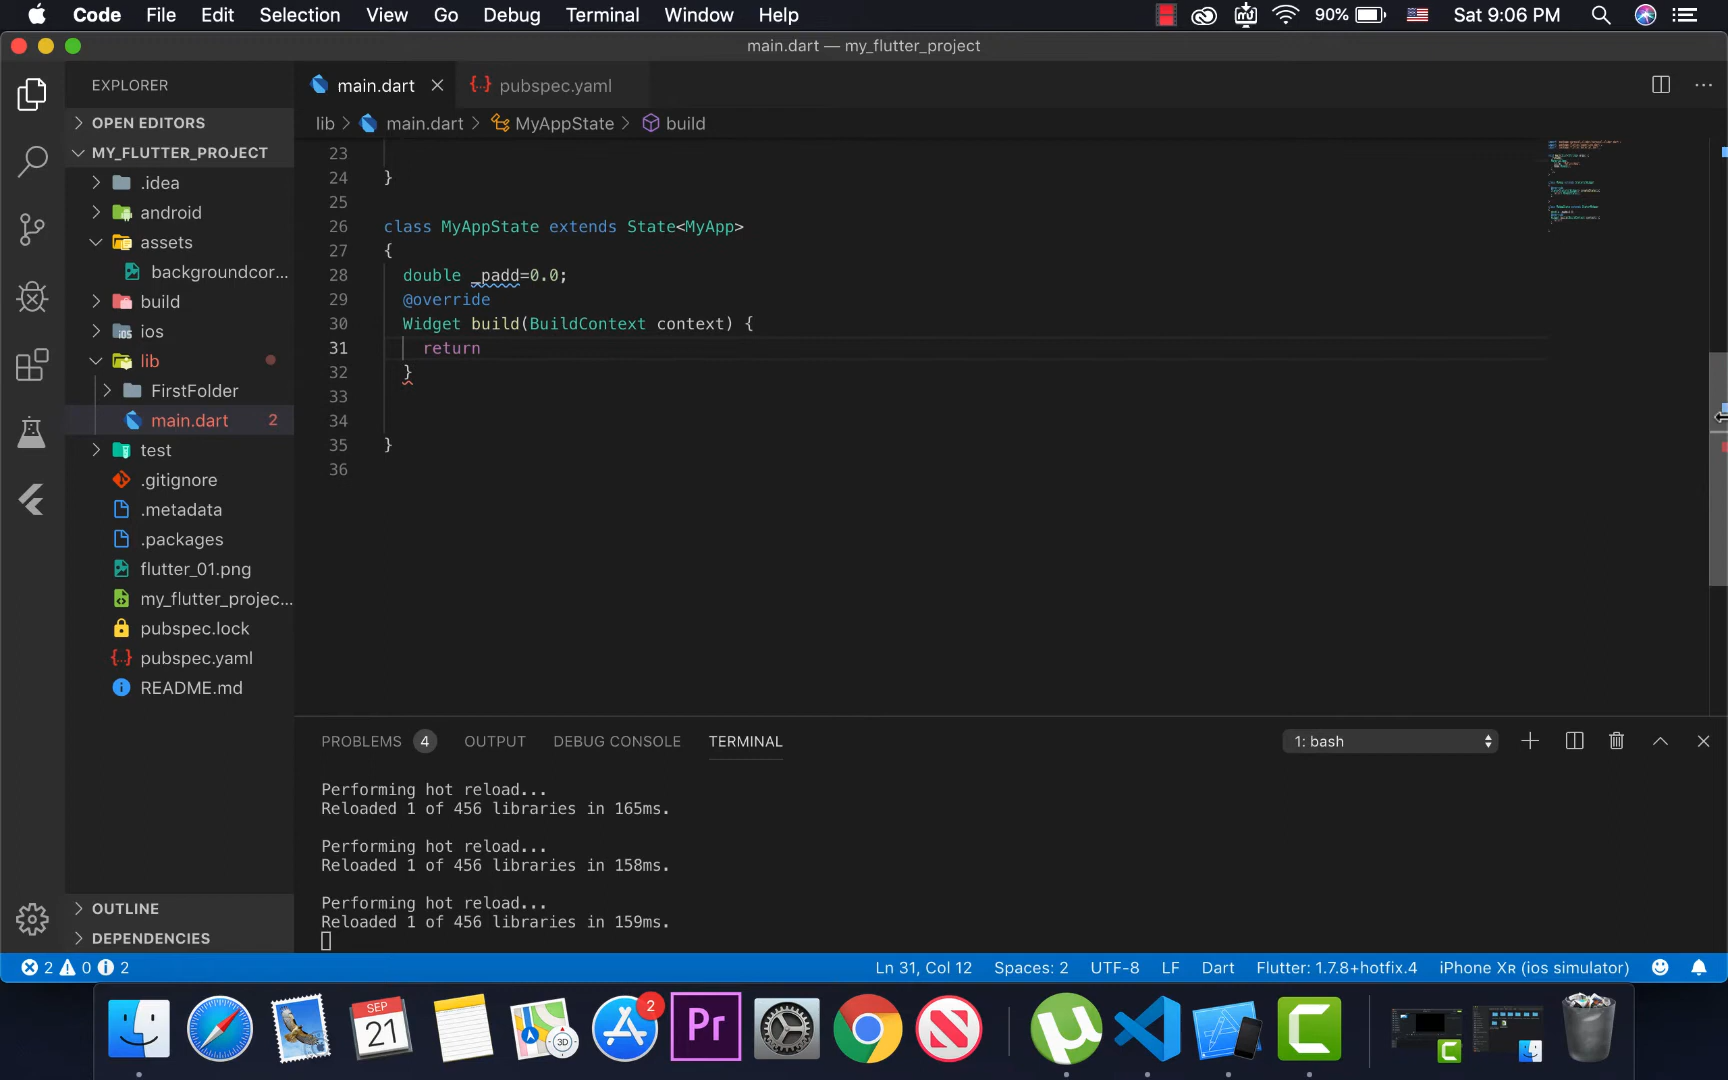 Code File Edit Selection View Go Debug Terminal Window Help 90% Sat 9:06 PM
main.dart — my_flutter_project
EXPLORER
OPEN EDITORS
MY_FLUTTER_PROJECT
.idea
android
assets
backgroundcor...
build
ios
lib
FirstFolder
main.dart 2
test
.gitignore
.metadata
.packages
flutter_01.png
my_flutter_projec...
pubspec.lock
pubspec.yaml
README.md
OUTLINE
DEPENDENCIES
main.dart pubspec.yaml
lib > main.dart > MyAppState > build
23
24 }
25
26 class MyAppState extends State<MyApp>
27 {
28 double _padd=0.0;
29 @override
30 Widget build(BuildContext context) {
31 return
32 }
33
34
35 }
36
PROBLEMS 4 OUTPUT DEBUG CONSOLE TERMINAL 1: bash
Performing hot reload...
Reloaded 1 of 456 libraries in 165ms.
Performing hot reload...
Reloaded 1 of 456 libraries in 158ms.
Performing hot reload...
Reloaded 1 of 456 libraries in 159ms.
2 0 2 Ln 31, Col 12 Spaces: 2 UTF-8 LF Dart Flutter: 1.7.8+hotfix.4 iPhone Xʀ (ios simulator)
SEP
21
3D
2
Pr